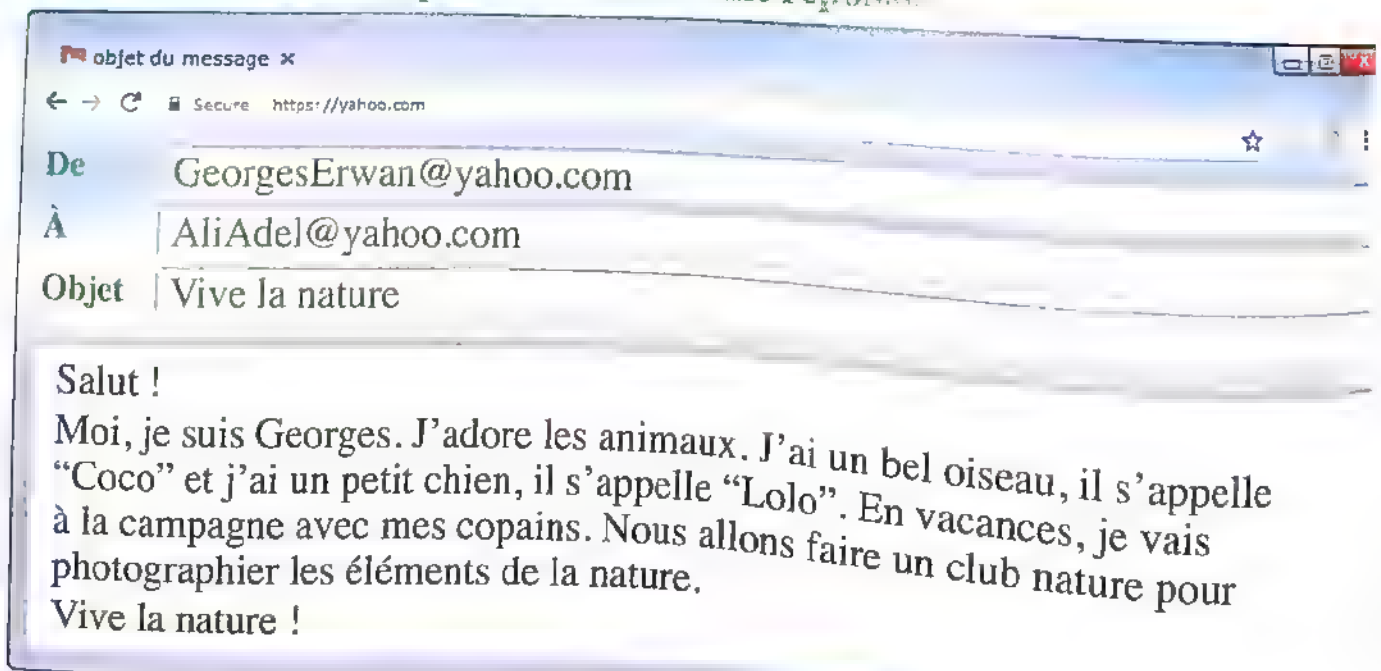 objet du message ×
Secure https://yahoo.com
De GeorgesErwan@yahoo.com
À AliAdel@yahoo.com
Objet Vive la nature
Salut !
Moi, je suis Georges. J'adore les animaux. J'ai un bel oiseau, il s'appelle
“Coco” et j'ai un petit chien, il s'appelle “Lolo”. En vacances, je vais
à la campagne avec mes copains. Nous allons faire un club nature pour
photographier les éléments de la nature.
Vive la nature !